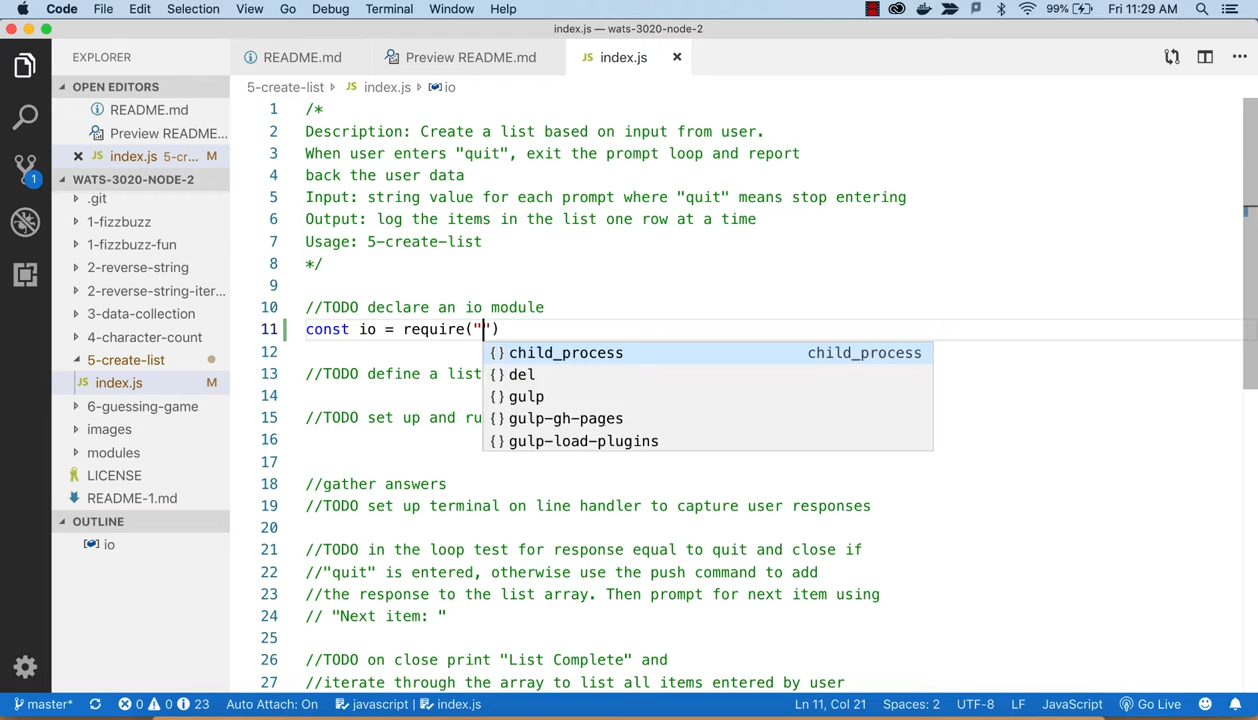 Code File Edit Selection View Go Debug Terminal Window Help 99% Fri 11:29 AM
index.js — wats-3020-node-2
EXPLORER
README.md Preview README.md JS index.js
OPEN EDITORS
README.md
Preview README...
JS index.js 5-cr... M
WATS-3020-NODE-2
.git
1-fizzbuzz
1-fizzbuzz-fun
2-reverse-string
2-reverse-string-iter...
3-data-collection
4-character-count
5-create-list
JS index.js M
6-guessing-game
images
modules
LICENSE
README-1.md
OUTLINE
io
1
5-create-list JS index.js io
1 /*
2 Description: Create a list based on input from user.
3 When user enters "quit", exit the prompt loop and report
4 back the user data
5 Input: string value for each prompt where "quit" means stop entering
6 Output: log the items in the list one row at a time
7 Usage: 5-create-list
8 */
9
10 //TODO declare an io module
11 const io = require("")
{} child_process child_process
{} del
{} gulp
{} gulp-gh-pages
{} gulp-load-plugins
12
13 //TODO define a list
14
15 //TODO set up and ru
16
17
18 //gather answers
19 //TODO set up terminal on line handler to capture user responses
20
21 //TODO in the loop test for response equal to quit and close if
22 //"quit" is entered, otherwise use the push command to add
23 //the response to the list array. Then prompt for next item using
24 // "Next item: "
25
26 //TODO on close print "List Complete" and
27 //iterate through the array to list all items entered by user
master* 0 0 23 Auto Attach: On javascript index.js Ln 11, Col 21 Spaces: 2 UTF-8 LF JavaScript Go Live